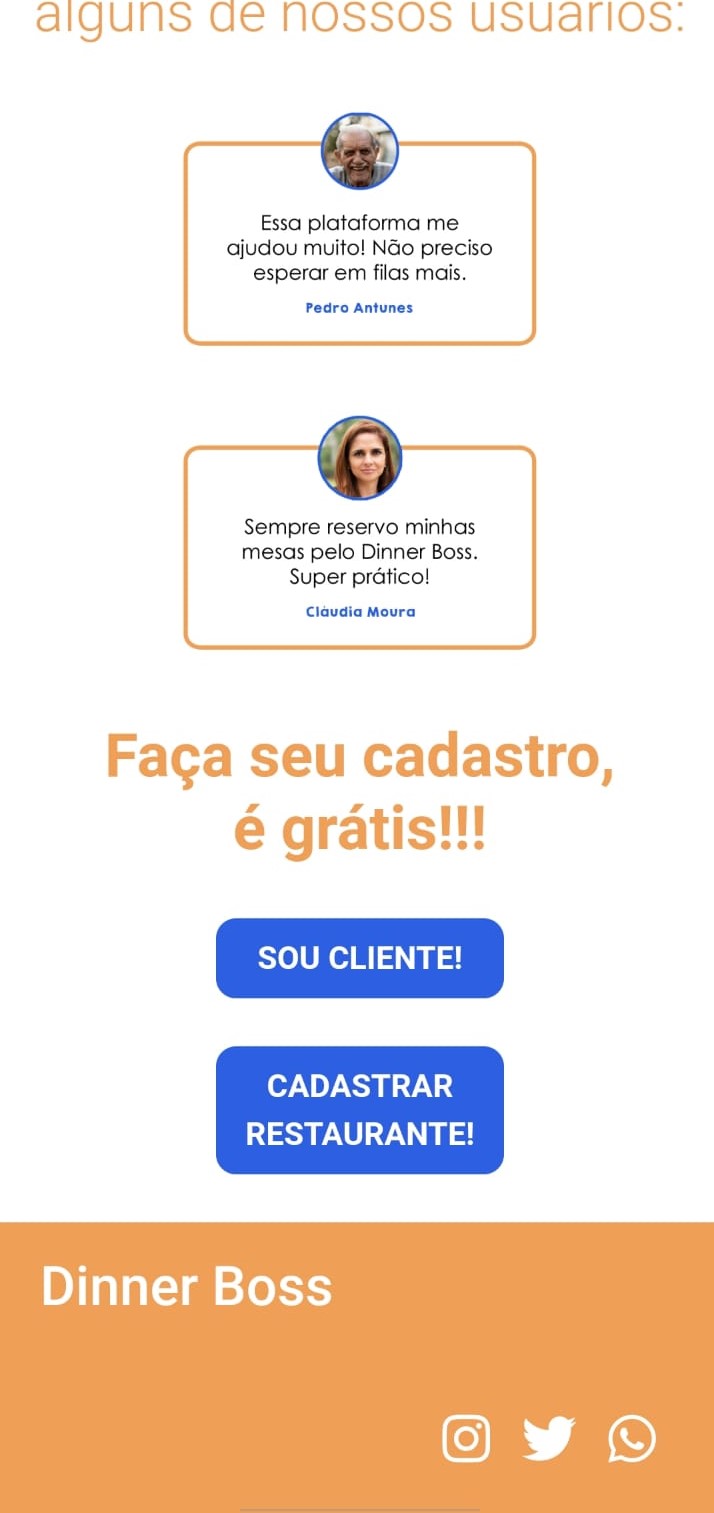 alguns de nossos usuários:
Essa plataforma me
ajudou muito! Não preciso
esperar em filas mais.
Pedro Antunes
Sempre reservo minhas
mesas pelo Dinner Boss.
Super prático!
Cláudia Moura
Faça seu cadastro,
é grátis!!!
SOU CLIENTE!
CADASTRAR
RESTAURANTE!
Dinner Boss